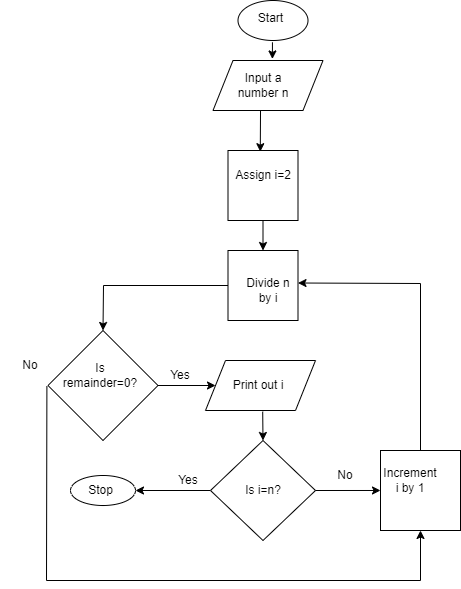 Start
Input a
number n
Assign i=2
Divide n
by i
No
Is
remainder=0?
Yes
Print out i
Stop
Yes
Is i=n?
No
Increment
i by 1